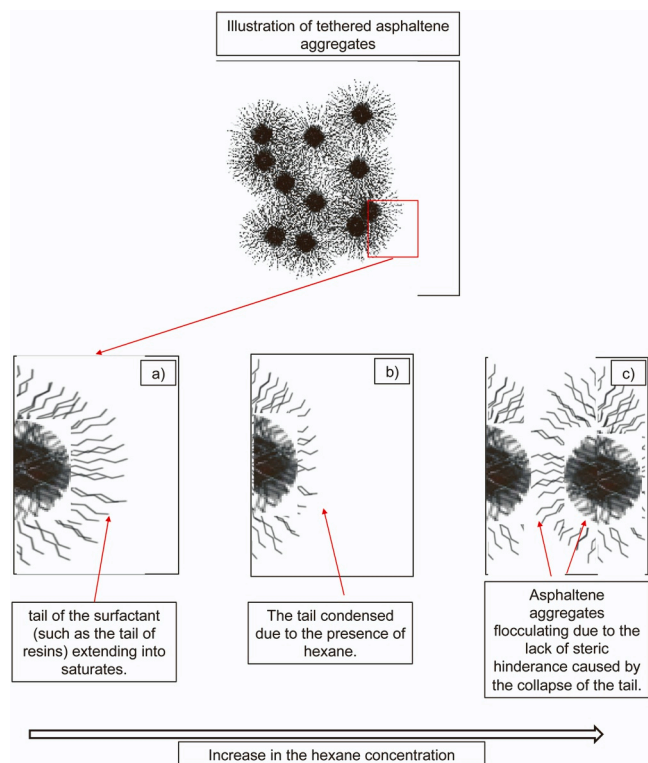 Illustration of tethered asphaltene
aggregates
a)
b)
c)
tail of the surfactant
(such as the tail of
resins) extending into
saturates.
The tail condensed
due to the presence of
hexane.
Asphaltene
aggregates
flocculating due to the
lack of steric
hinderance caused by
the collapse of the tail.
Increase in the hexane concentration